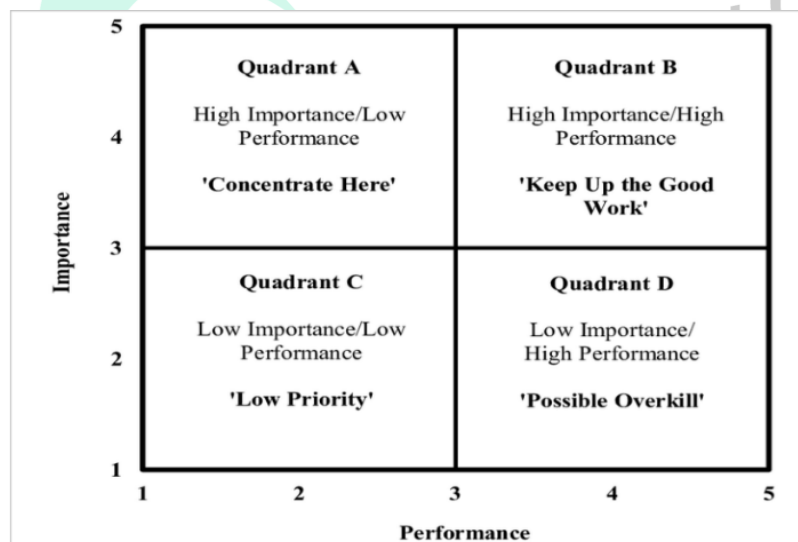 5
Quadrant A
High Importance/Low
Performance
'Concentrate Here'
Quadrant B
High Importance/High
Performance
'Keep Up the Good
Work'
4
Importance
3
Quadrant C
Low Importance/Low
Performance
'Low Priority'
Quadrant D
Low Importance/
High Performance
'Possible Overkill'
2
1
1 2 3 4 5
Performance